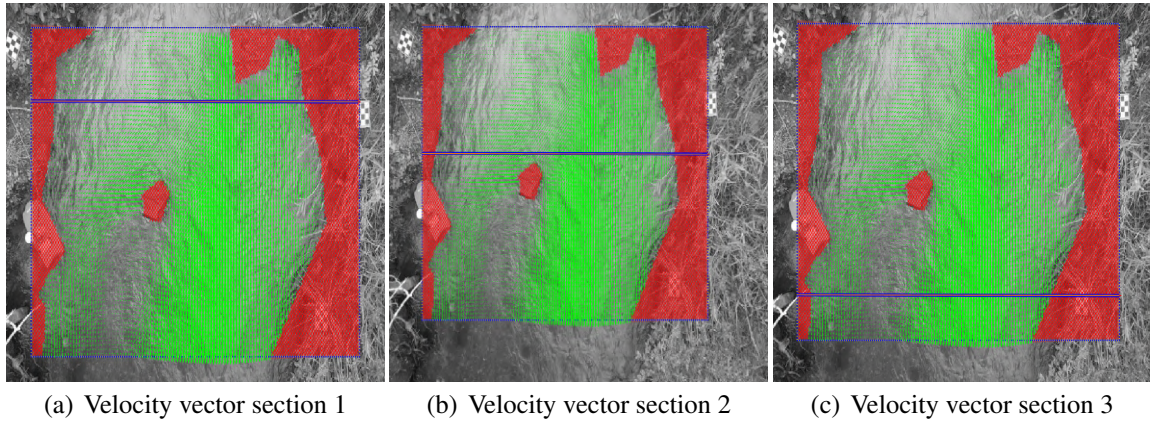 (a) Velocity vector section 1
(b) Velocity vector section 2
(c) Velocity vector section 3